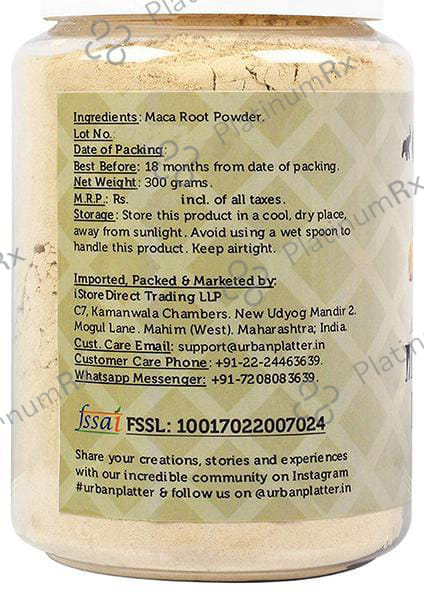 Ingredients: Maca Root Powder.
Lot No.:
Date of Packing:
Best Before: 18 months from date of packing.
Net Weight: 300 grams.
M.R.P.: Rs. incl. of all taxes.
Storage: Store this product in a cool, dry place,
away from sunlight. Avoid using a wet spoon to
handle this product. Keep airtight.
Imported, Packed & Marketed by:
iStoreDirect Trading LLP
C7, Kamanwala Chambers. New Udyog Mandir 2.
Mogul Lane. Mahim (West). Maharashtra; India.
Cust. Care Email: support@urbanplatter.in
Customer Care Phone: +91-22-24463639.
Whatsapp Messenger: +91-7208083639.
fssai FSSL: 10017022007024
Share your creations, stories and experiences
with our incredible community on Instagram
#urbanplatter & follow us on @urbanplatter.in
PlatinumRx
PlatinumRx
PlatinumRx
PlatinumRx